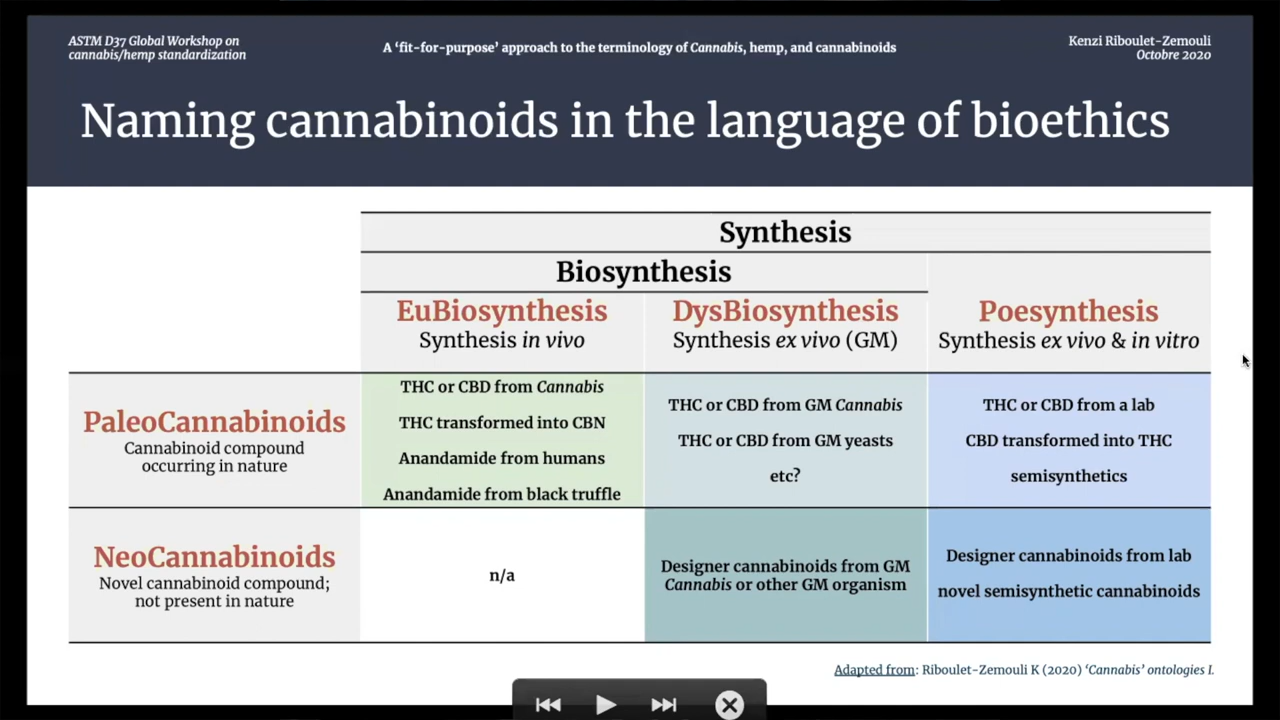 ASTM D37 Global Workshop on
cannabis/hemp standardization
A ‘fit-for-purpose’ approach to the terminology of Cannabis, hemp, and cannabinoids
Kenzi Riboulet-Zemouli
Octobre 2020
Naming cannabinoids in the language of bioethics
Synthesis
Biosynthesis
EuBiosynthesis
Synthesis in vivo
DysBiosynthesis
Synthesis ex vivo (GM)
Poesynthesis
Synthesis ex vivo & in vitro
PaleoCannabinoids
Cannabinoid compound
occurring in nature
THC or CBD from Cannabis
THC transformed into CBN
Anandamide from humans
Anandamide from black truffle
THC or CBD from GM Cannabis
THC or CBD from GM yeasts
etc?
THC or CBD from a lab
CBD transformed into THC
semisynthetics
NeoCannabinoids
Novel cannabinoid compound;
not present in nature
n/a
Designer cannabinoids from GM
Cannabis or other GM organism
Designer cannabinoids from lab
novel semisynthetic cannabinoids
Adapted from: Riboulet-Zemouli K (2020) ‘Cannabis’ ontologies I.